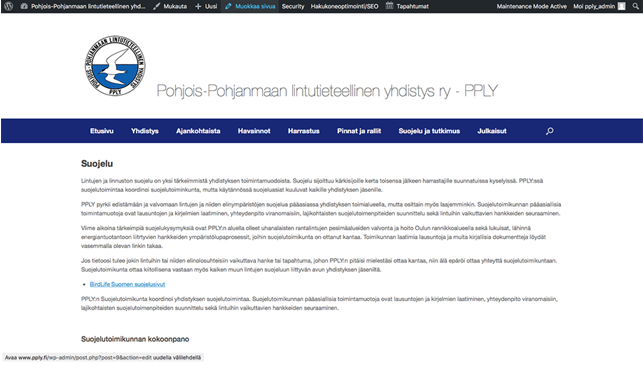 Pohjois-Pohjanmaan lintutieteellinen yhd... Mukauta Uusi Muokkaa sivua Security Hakukoneoptimointi/SEO Tapahtumat Maintenance Mode Active Moi pply_admin
POHJOIS-POHJANMAAN LINTUTIETEELLINEN YHDISTYS
PPLY
Pohjois-Pohjanmaan lintutieteellinen yhdistys ry - PPLY
Etusivu Yhdistys Ajankohtaista Havainnot Harrastus Pinnat ja rallit Suojelu ja tutkimus Julkaisut
Suojelu
Lintujen ja linnuston suojelu on yksi tärkeimmistä yhdistyksen toimintamuodoista. Suojelu sijoittuu kärkisijoille kerta toisensa jälkeen harrastajille suunnatuissa kyselyissä. PPLY:ssä
suojelutoimintaa koordinoi suojelutoimikunta, mutta käytännössä suojeluasiat kuuluvat kaikille yhdistyksen jäsenille.
PPLY pyrkii edistämään ja valvomaan lintujen ja niiden elinympäristöjen suojelua pääasiassa yhdistyksen toimialueella, mutta osittain myös laajemminkin. Suojelutoimikunnan pääasiallisia
toimintamuotoja ovat lausuntojen ja kirjelmien laatiminen, yhteydenpito viranomaisiin, lajikohtaisten suojelutoimenpiteiden suunnittelu sekä lintuihin vaikuttavien hankkeiden seuraaminen.
Viime aikoina tärkeimpiä suojelukysymyksiä ovat PPLY:n alueella olleet uhanalaisten rantalintujen pesimäalueiden valvonta ja hoito Oulun rannikkoalueella sekä lukuisat, lähinnä
energiantuotantoon liittyvien hankkeiden ympäristölupaprosessit, joihin suojelutoimikunta on ottanut kantaa. Toimikunnan laatimia lausuntoja ja muita kirjallisia dokumentteja löydät
vasemmalla olevan linkin takaa.
Jos tietoosi tulee jokin lintuihin tai niiden elinolosuhteisiin vaikuttava hanke tai tapahtuma, johon PPLY:n pitäisi mielestäsi ottaa kantaa, niin älä epäröi ottaa yhteyttä suojelutoimikuntaan.
Suojelutoimikunta ottaa kiitollisena vastaan myös kaiken muun lintujen suojeluun liittyvän avun yhdistyksen jäseniltä.
BirdLife Suomen suojelusivut
PPLY:n Suojelutoimikunta koordinoi yhdistyksen suojelutoimintaa. Suojelutoimikunnan pääasiallisia toimintamuotoja ovat lausuntojen ja kirjelmien laatiminen, yhteydenpito viranomaisiin,
lajikohtaisten suojelutoimenpiteiden suunnittelu sekä lintuihin vaikuttavien hankkeiden seuraaminen.
Suojelutoimikunnan kokoonpano
Avaa www.pply.fi/wp-admin/post.php?post=9&action=edit uudella välilehdellä